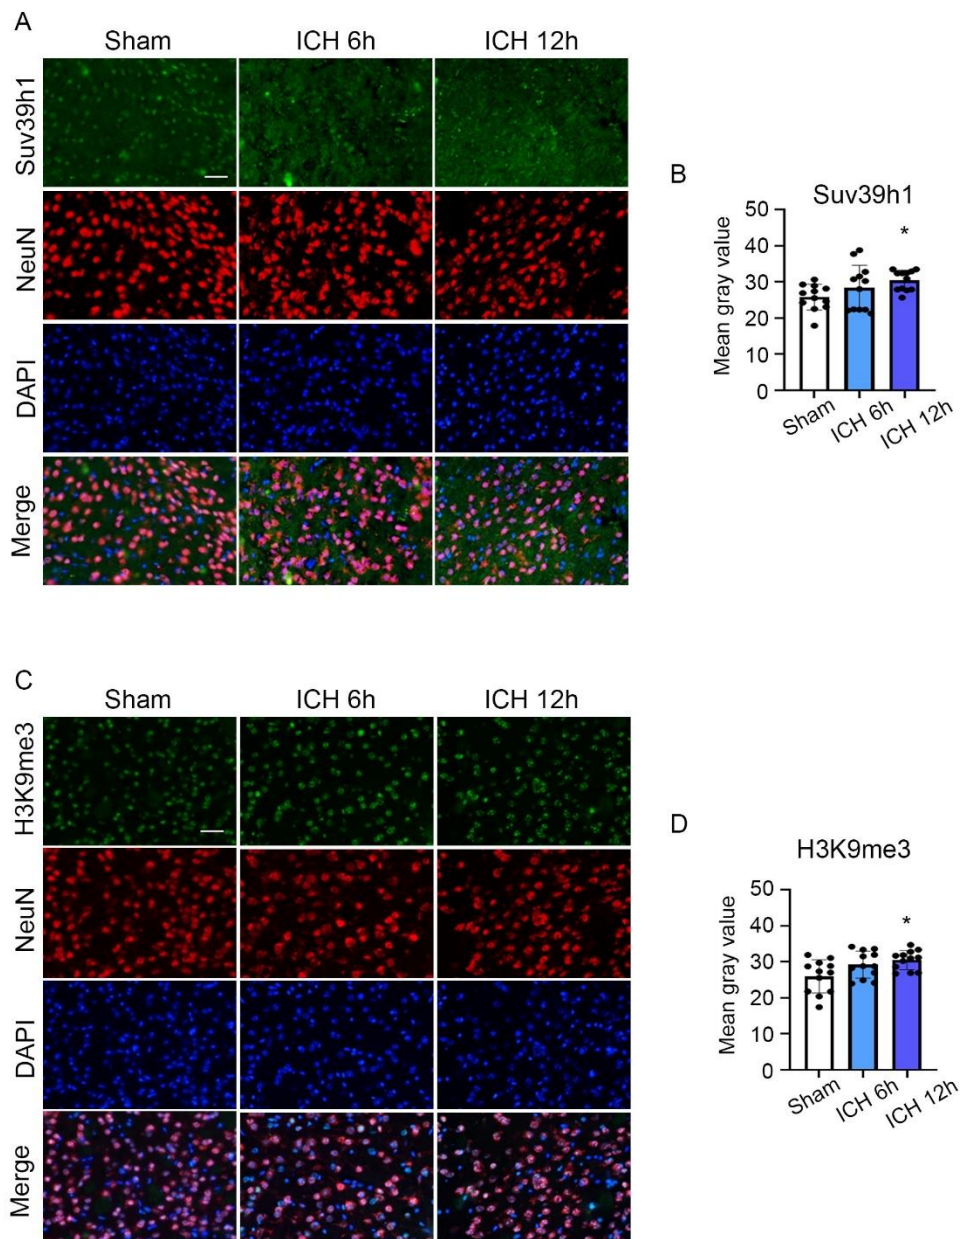 A
Sham ICH 6h ICH 12h
Suv39h1
NeuN
DAPI
Merge
B
Suv39h1
Mean gray value
50
40
30
20
10
0
*
Sham ICH 6h ICH 12h
C
Sham ICH 6h ICH 12h
H3K9me3
NeuN
DAPI
Merge
D
H3K9me3
Mean gray value
50
40
30
20
10
0
*
Sham ICH 6h ICH 12h